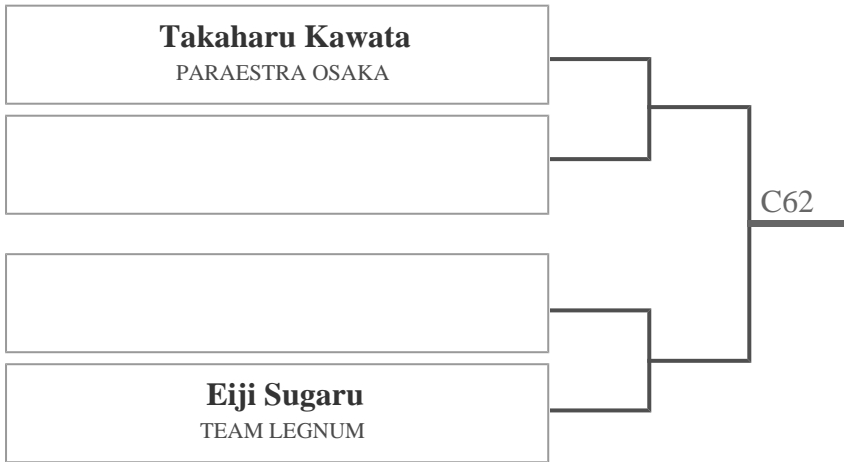 Takaharu Kawata
PARAESTRA OSAKA
C62
Eiji Sugaru
TEAM LEGNUM